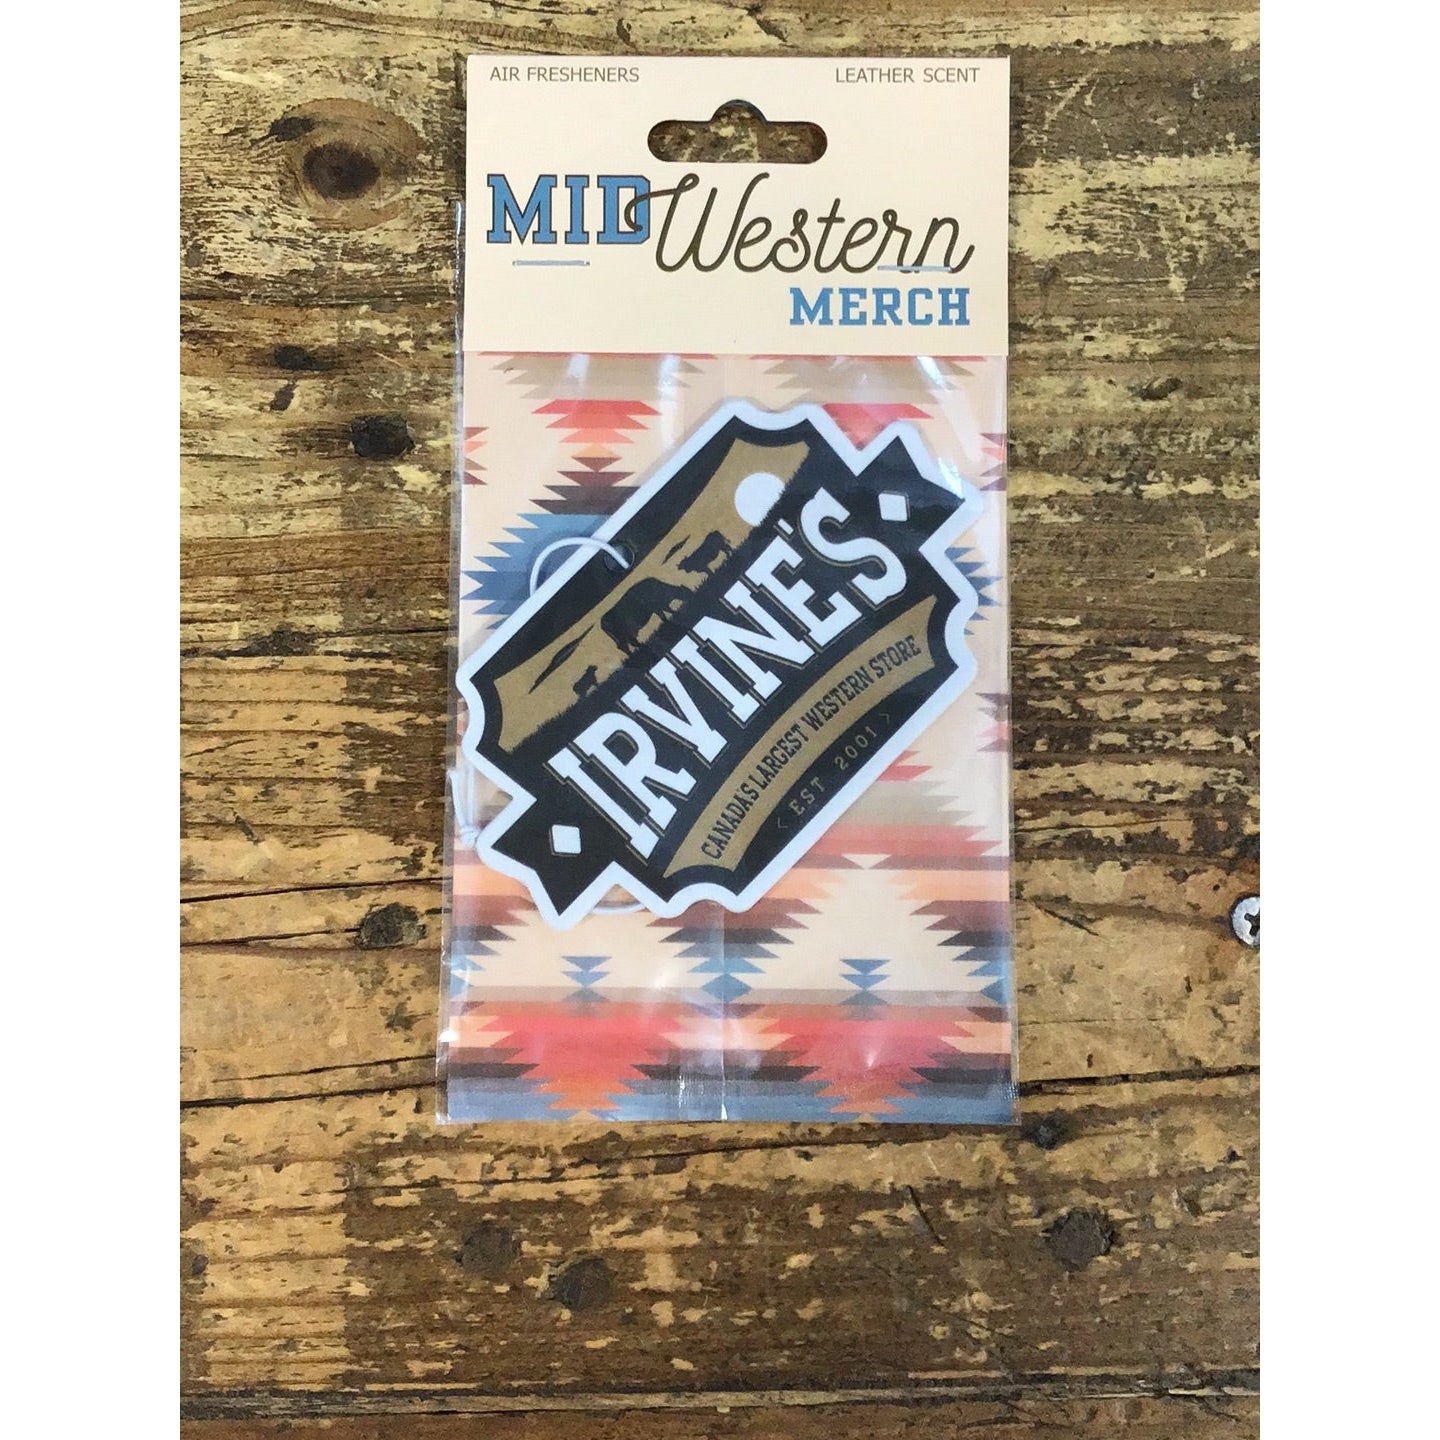 AIR FRESHENERS LEATHER SCENT
MID Western
MERCH
IRVINE'S
CANADA'S LARGEST WESTERN STORE
< EST 2001 >